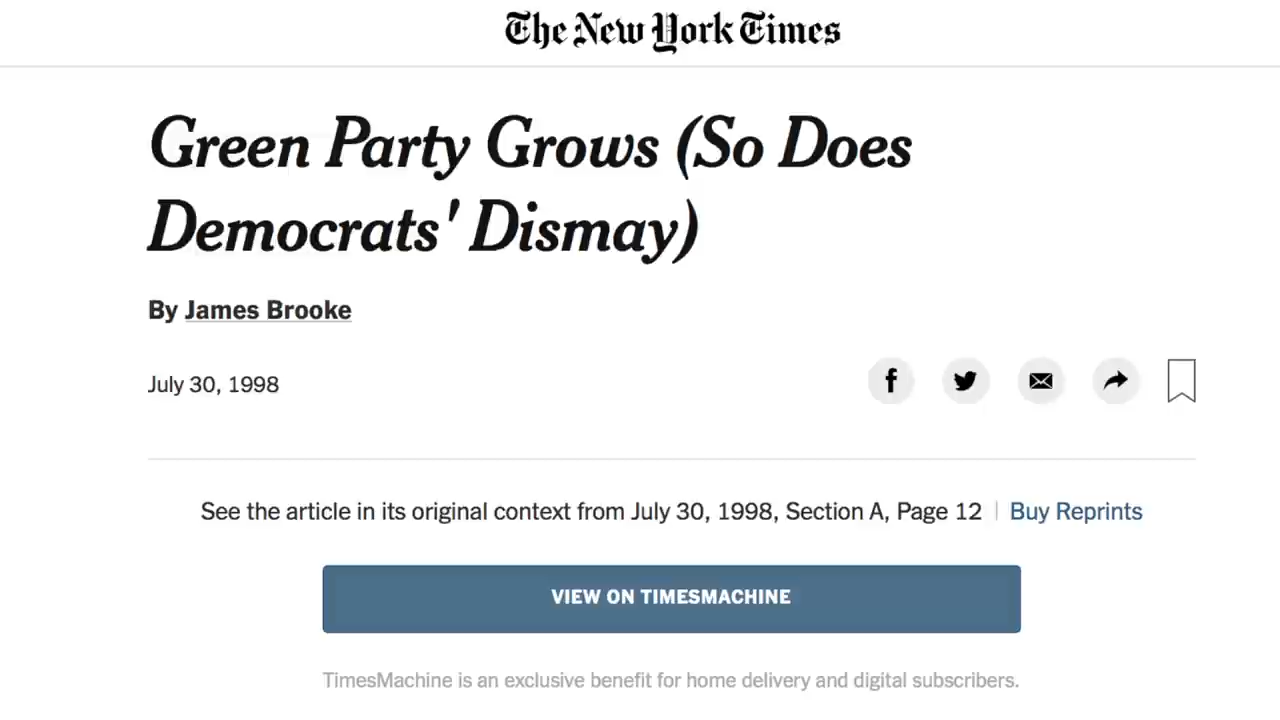 The New York Times
Green Party Grows (So Does
Democrats' Dismay)
By James Brooke
July 30, 1998
See the article in its original context from July 30, 1998, Section A, Page 12 | Buy Reprints
VIEW ON TIMESMACHINE
TimesMachine is an exclusive benefit for home delivery and digital subscribers.